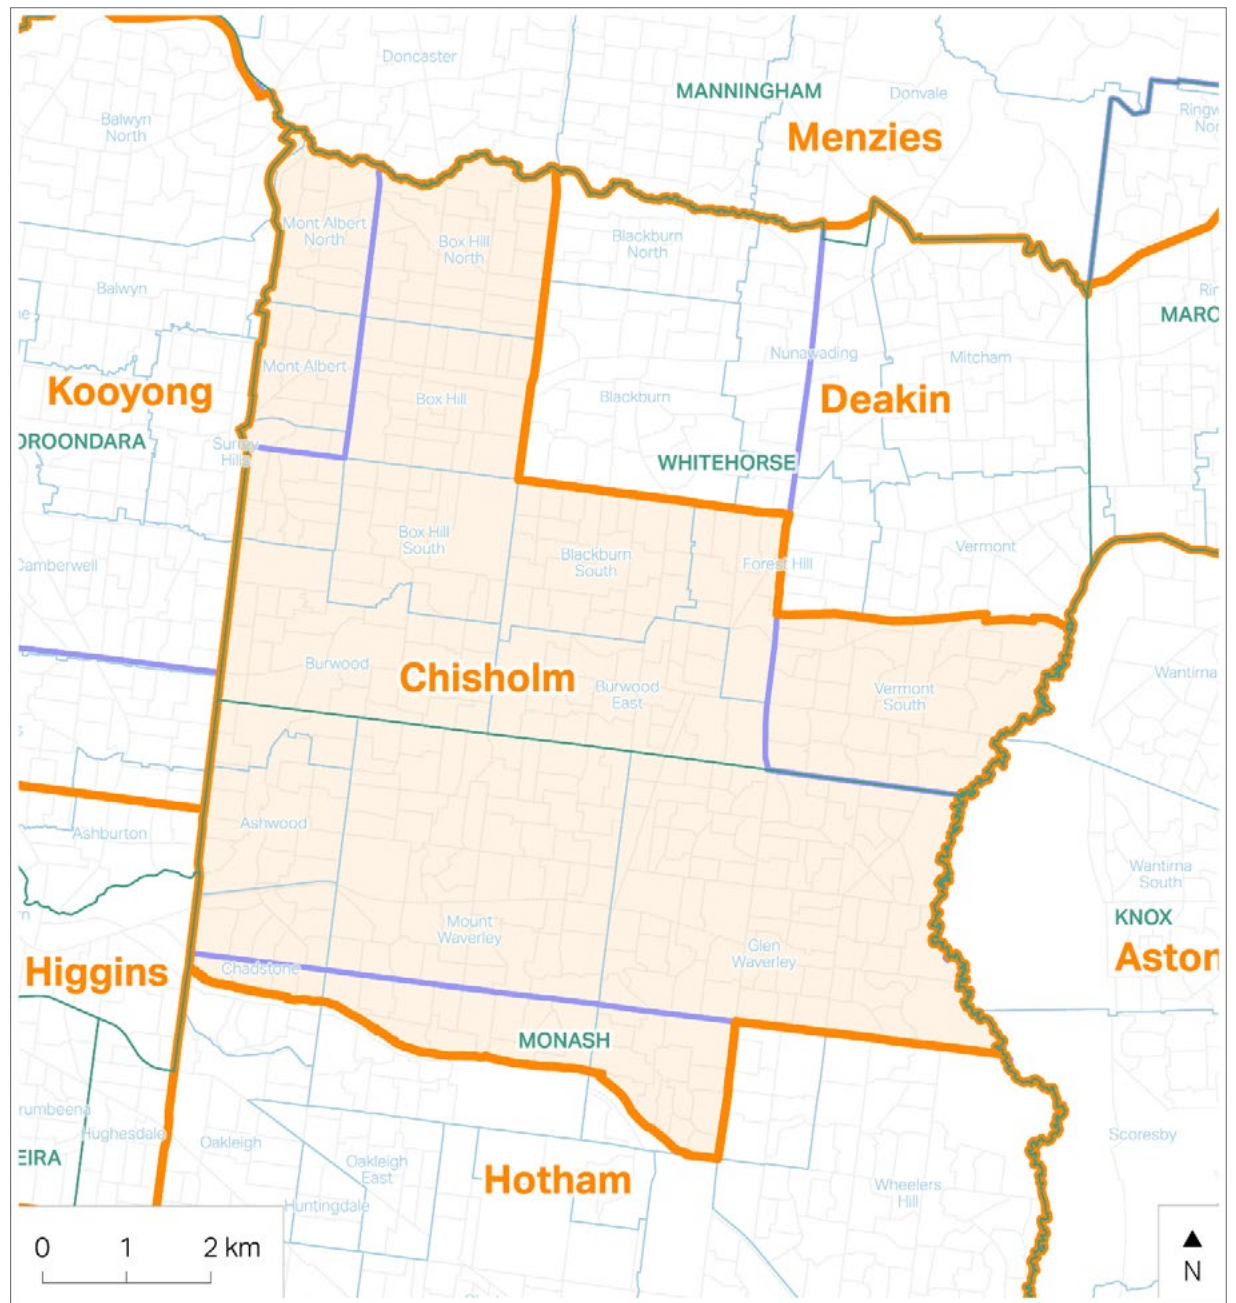 Doncaster
MANNINGHAM
Donvale
Balwyn
North
Menzies
Mont Albert
North
Box Hill
North
Blackburn
North
Balwyn
MARC
Nunawading
Mitcham
Mont Albert
Kooyong
Box Hill
Blackburn
Deakin
OROONDARA
Surrey
Hills
WHITEHORSE
Box Hill
South
Blackburn
South
Forest Hill
Vermont
Camberwell
Burwood
Chisholm
Burwood
East
Vermont
South
Wantirna
Ashwood
Ashburton
Wantirna
South
KNOX
Mount
Waverley
Glen
Waverley
Aston
Higgins
Chadstone
MONASH
rumbeena
Hughesdale
Oakleigh
Scoresby
EIRA
Oakleigh
East
Hotham
Wheelers
Hill
Huntingdale
0 1 2 km
N